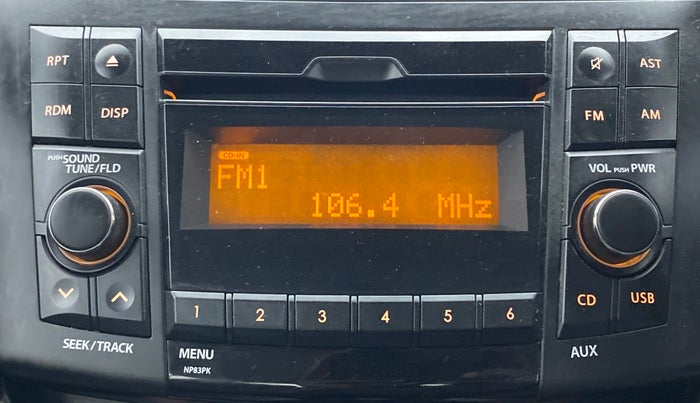 RPT
RDM
DISP
AST
FM
AM
PUSH SOUND
TUNE/FLD
VOL PUSH PWR
CD-IN
FM1
106.4 MHz
CD
USB
1 2 3 4 5 6
SEEK/TRACK
MENU
NP83PK
AUX